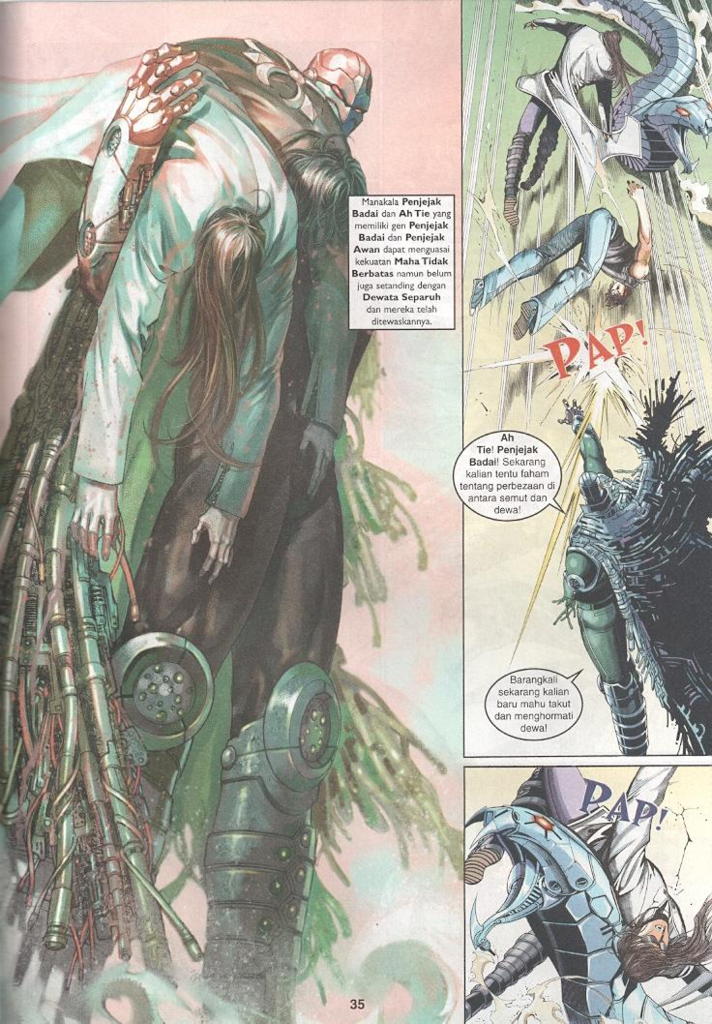 Manakala Penjejak
Badai dan Ah Tie yang
memiliki gen Penjejak
Badai dan Penjejak
Awan dapat menguasai
kekuatan Maha Tidak
Berbatas namun belum
juga setanding dengan
Dewata Separuh
dan mereka telah
ditewaskannya.
PAP!
Ah
Tie! Penjejak
Badai! Sekarang
kalian tentu faham
tentang perbezaan di
antara semut dan
dewa!
Barangkali
sekarang kalian
baru mahu takut
dan menghormati
dewa!
PAP!
35